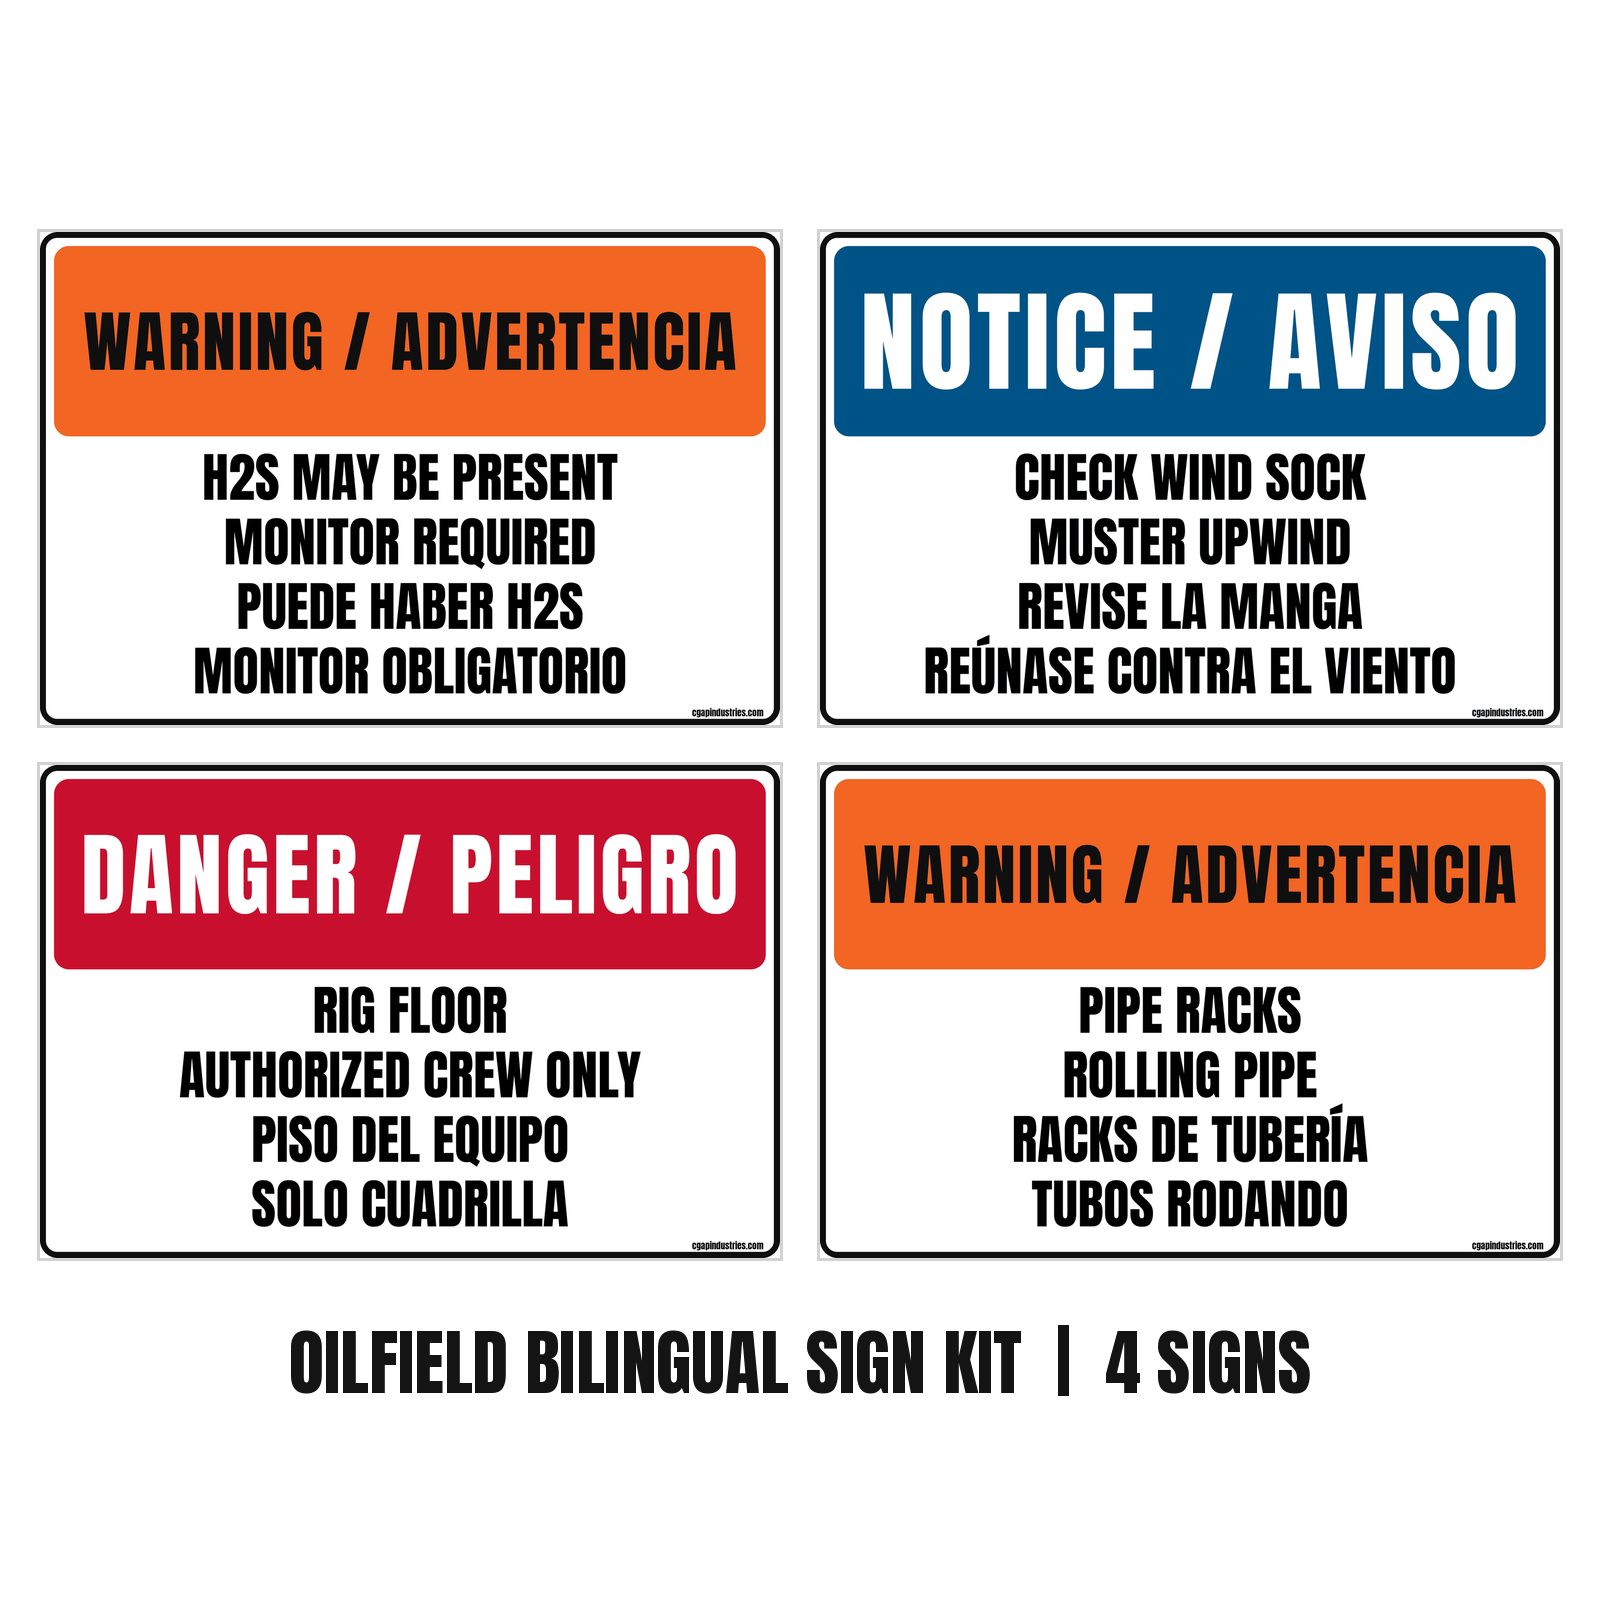 WARNING / ADVERTENCIA
H2S MAY BE PRESENT
MONITOR REQUIRED
PUEDE HABER H2S
MONITOR OBLIGATORIO
cgapindustries.com
NOTICE / AVISO
CHECK WIND SOCK
MUSTER UPWIND
REVISE LA MANGA
REÚNASE CONTRA EL VIENTO
cgapindustries.com
DANGER / PELIGRO
RIG FLOOR
AUTHORIZED CREW ONLY
PISO DEL EQUIPO
SOLO CUADRILLA
cgapindustries.com
WARNING / ADVERTENCIA
PIPE RACKS
ROLLING PIPE
RACKS DE TUBERÍA
TUBOS RODANDO
cgapindustries.com
OILFIELD BILINGUAL SIGN KIT | 4 SIGNS